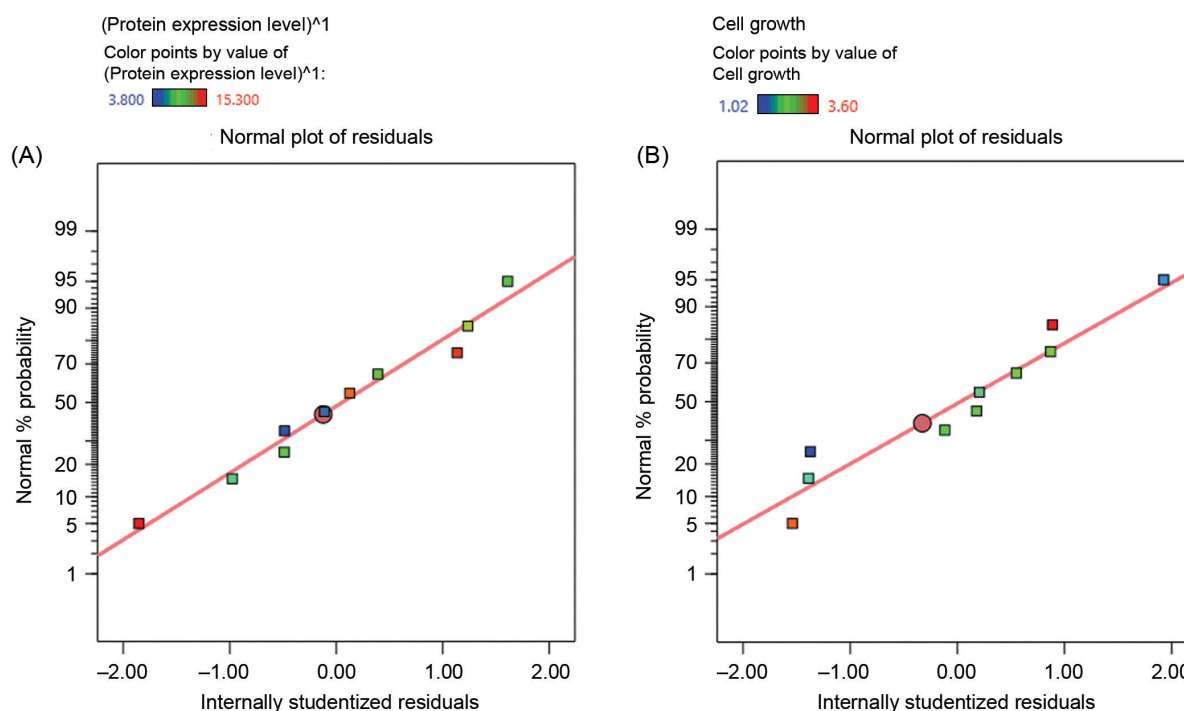 (Protein expression level)^1
Color points by value of
(Protein expression level)^1:
3.800 15.300
Normal plot of residuals
(A)
99
95
90
70
50
20
10
5
1
Normal % probability
–2.00 –1.00 0.00 1.00 2.00
Internally studentized residuals
Cell growth
Color points by value of
Cell growth
1.02 3.60
Normal plot of residuals
(B)
99
95
90
70
50
20
10
5
1
Normal % probability
–2.00 –1.00 0.00 1.00 2.00
Internally studentized residuals